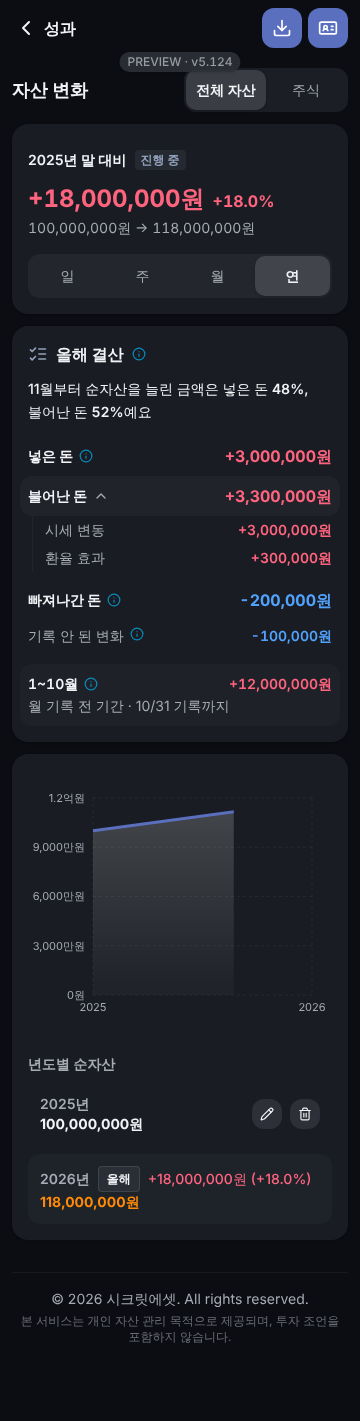 성과
PREVIEW · v5.124
자산 변화
전체 자산
주식
2025년 말 대비 진행 중
+18,000,000원 +18.0%
100,000,000원 → 118,000,000원
일 주 월 연
올해 결산
11월부터 순자산을 늘린 금액은 넣은 돈 48%,
불어난 돈 52%예요
넣은 돈 +3,000,000원
불어난 돈 +3,300,000원
시세 변동 +3,000,000원
환율 효과 +300,000원
빠져나간 돈 -200,000원
기록 안 된 변화 -100,000원
1~10월 +12,000,000원
월 기록 전 기간 · 10/31 기록까지
1.2억원
9,000만원
6,000만원
3,000만원
0원
2025 2026
년도별 순자산
2025년
100,000,000원
2026년 올해 +18,000,000원 (+18.0%)
118,000,000원
© 2026 시크릿에셋. All rights reserved.
본 서비스는 개인 자산 관리 목적으로 제공되며, 투자 조언을
포함하지 않습니다.